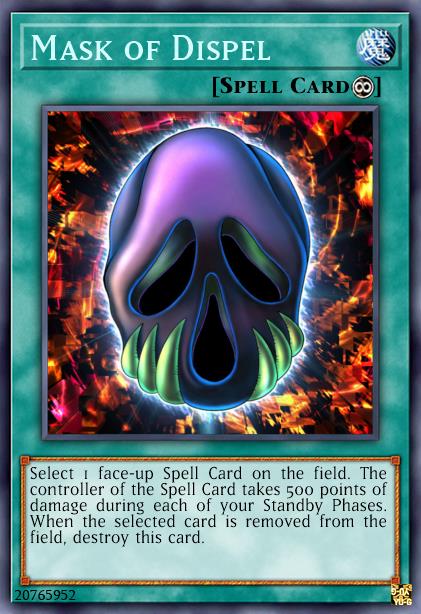 Mask of Dispel
[Spell Card]
Select 1 face-up Spell Card on the field. The
controller of the Spell Card takes 500 points of
damage during each of your Standby Phases.
When the selected card is removed from the
field, destroy this card.
20765952